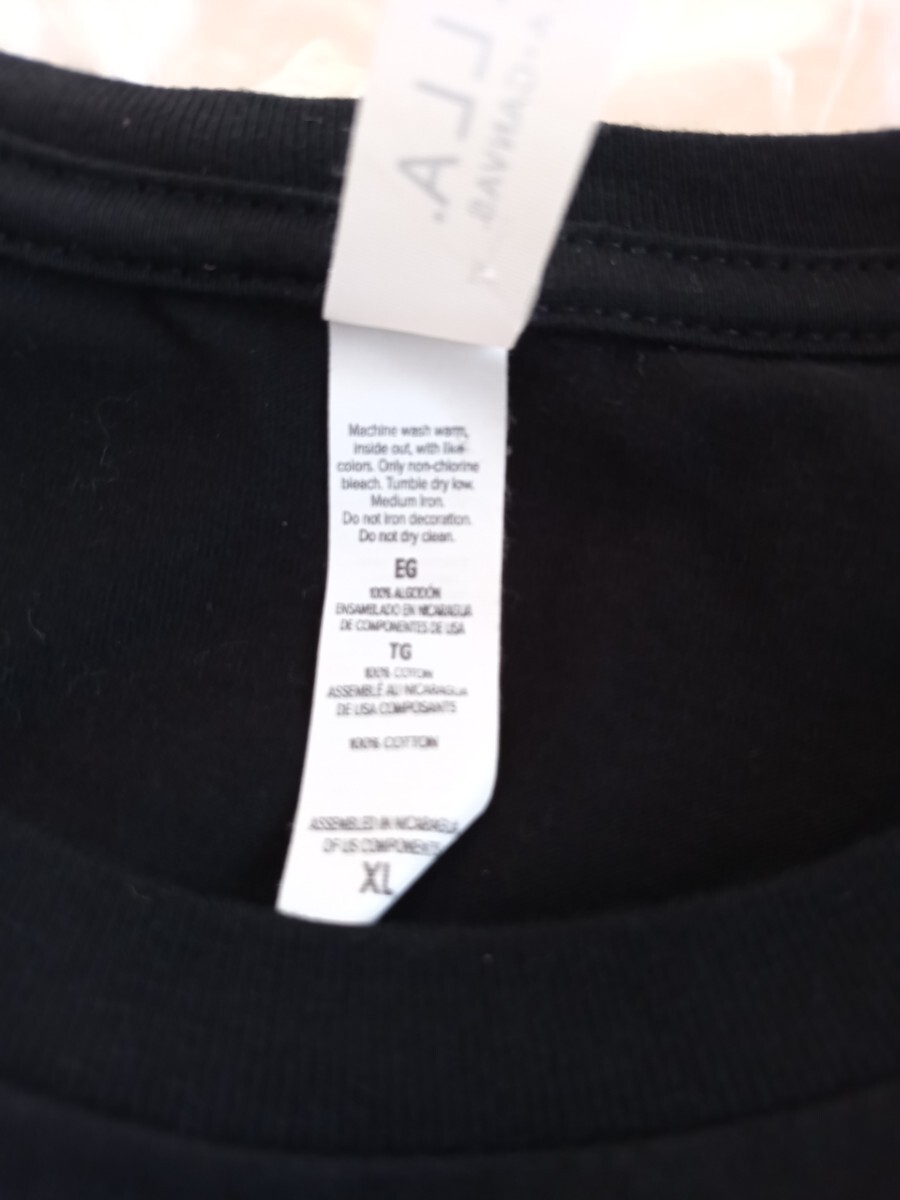 Machine wash warm,
inside out, with like
colors. Only non-chlorine
bleach. Tumble dry low.
Medium Iron.
Do not Iron decoration.
Do not dry clean.
EG
100% ALGODÓN
ENSAMBLADO EN NICARAGUA
DE COMPONENTES DE USA
TG
100% COTON
ASSEMBLÉ AU NICARAGUA
DE USA COMPOSANTS
100% COTTON
ASSEMBLED IN NICARAGUA
OF US COMPONENTS
XL